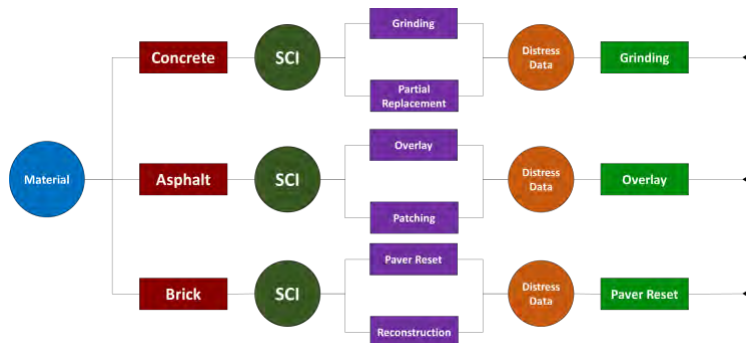 Material
Concrete
SCI
Grinding
Partial
Replacement
Distress
Data
Grinding
Asphalt
SCI
Overlay
Patching
Distress
Data
Overlay
Brick
SCI
Paver Reset
Reconstruction
Distress
Data
Paver Reset